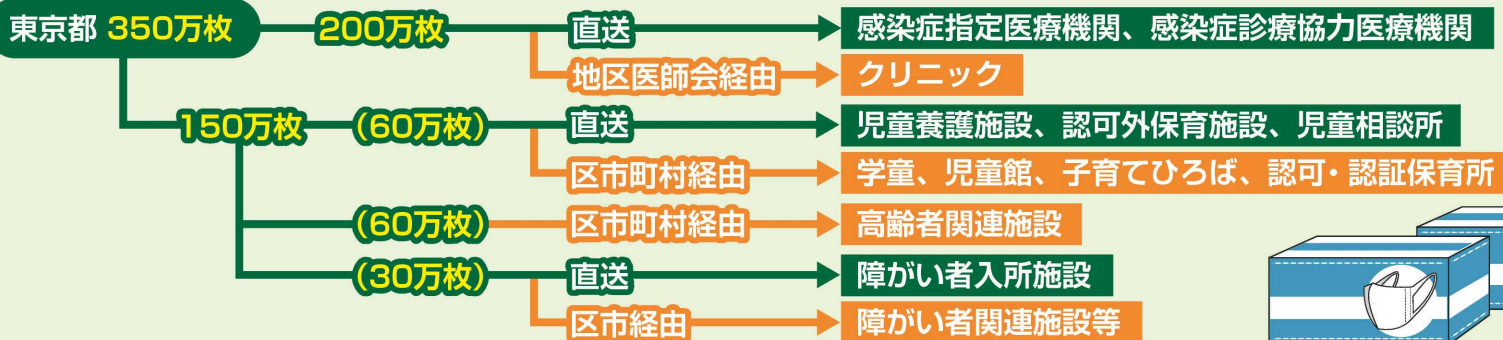 東京都 350万枚 200万枚 直送 感染症指定医療機関、感染症診療協力医療機関
地区医師会経由 クリニック
150万枚 (60万枚) 直送 児童養護施設、認可外保育施設、児童相談所
区市町村経由 学童、児童館、子育てひろば、認可・認証保育所
(60万枚) 区市町村経由 高齢者関連施設
(30万枚) 直送 障がい者入所施設
区市経由 障がい者関連施設等